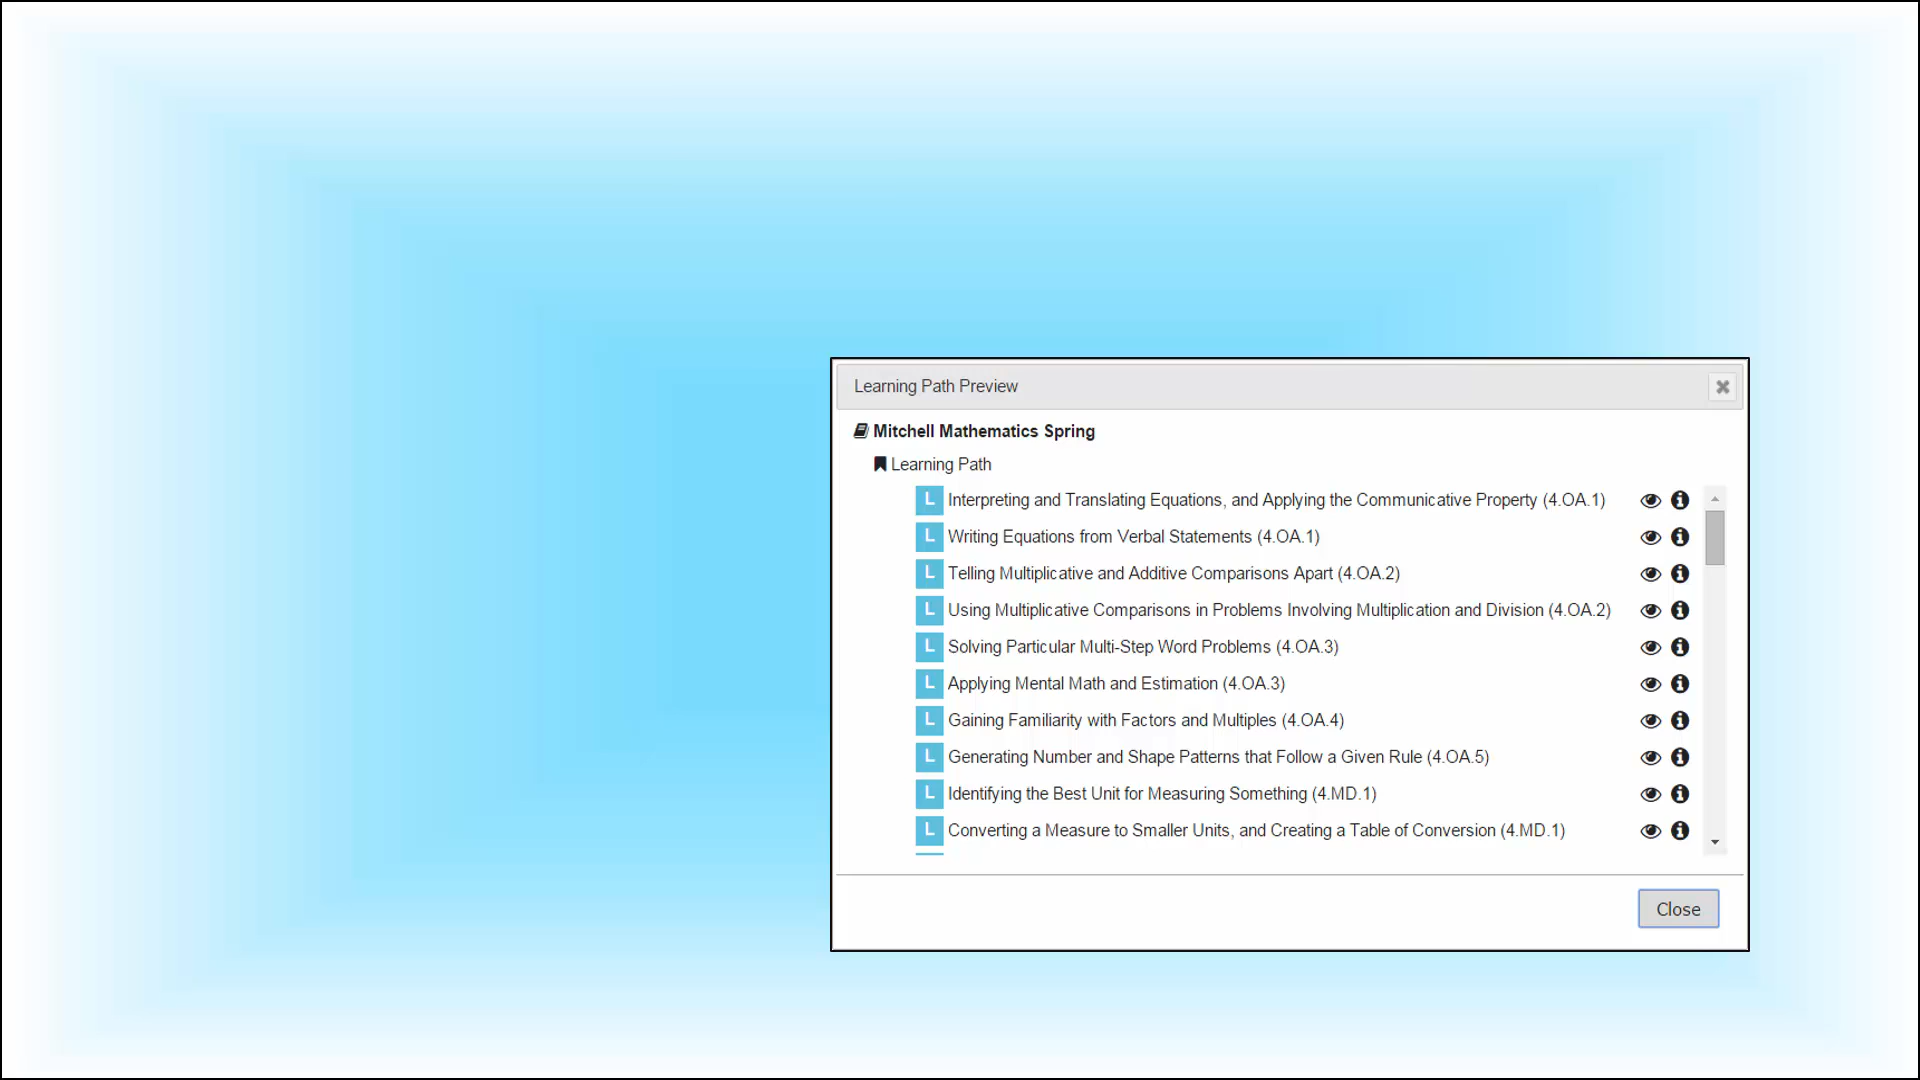 Learning Path Preview
Mitchell Mathematics Spring
Learning Path
L Interpreting and Translating Equations, and Applying the Communicative Property (4.OA.1)
L Writing Equations from Verbal Statements (4.OA.1)
L Telling Multiplicative and Additive Comparisons Apart (4.OA.2)
L Using Multiplicative Comparisons in Problems Involving Multiplication and Division (4.OA.2)
L Solving Particular Multi-Step Word Problems (4.OA.3)
L Applying Mental Math and Estimation (4.OA.3)
L Gaining Familiarity with Factors and Multiples (4.OA.4)
L Generating Number and Shape Patterns that Follow a Given Rule (4.OA.5)
L Identifying the Best Unit for Measuring Something (4.MD.1)
L Converting a Measure to Smaller Units, and Creating a Table of Conversion (4.MD.1)
Close